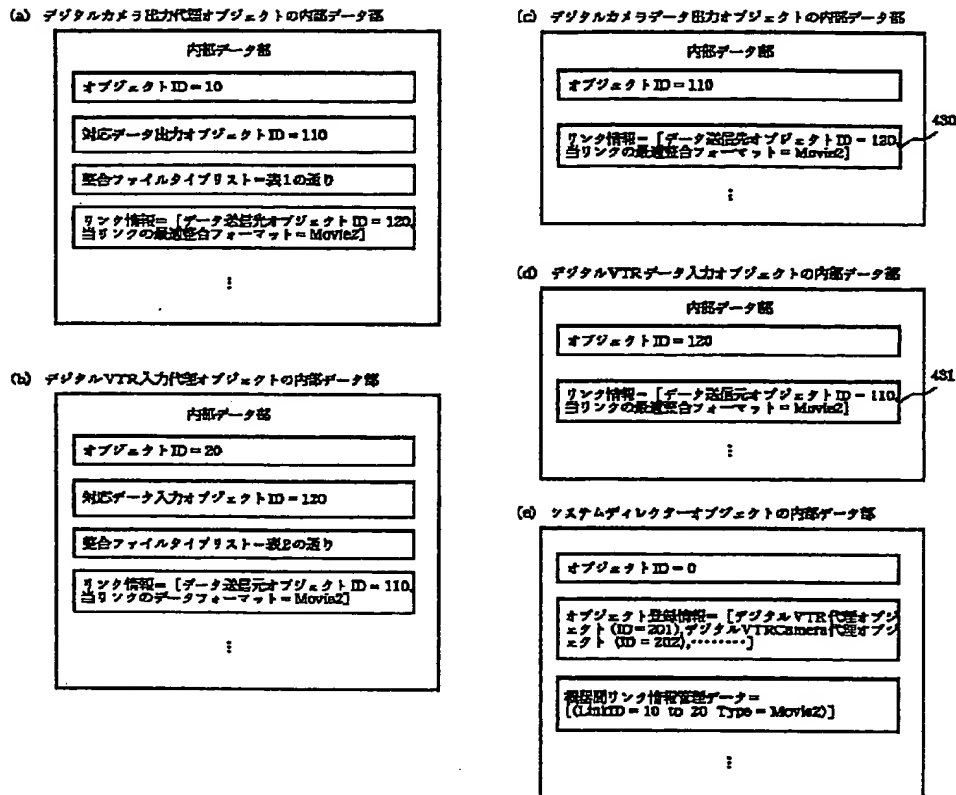 (a) デジタルカメラ出力代理オブジェクトの内部データ部
内部データ部
オブジェクトID=10
対応データ出力オブジェクトID=110
整合ファイルタイプリスト=表1の通り
リンク情報=[データ送信先オブジェクトID=120,
当リンクの最適整合フォーマット=Movie2]
⋮
(b) デジタルVTR入力代理オブジェクトの内部データ部
内部データ部
オブジェクトID=20
対応データ入力オブジェクトID=120
整合ファイルタイプリスト=表2の通り
リンク情報=[データ送信元オブジェクトID=110,
当リンクのデータフォーマット=Movie2]
⋮
(c) デジタルカメラデータ出力オブジェクトの内部データ部
内部データ部
オブジェクトID=110
430
リンク情報=[データ送信先オブジェクトID=120,
当リンクの最適整合フォーマット=Movie2]
⋮
(d) デジタルVTRデータ入力オブジェクトの内部データ部
内部データ部
オブジェクトID=120
431
リンク情報=[データ送信元オブジェクトID=110,
当リンクの最適整合フォーマット=Movie2]
⋮
(e) システムディレクターオブジェクトの内部データ部
オブジェクトID=0
オブジェクト登録情報=[デジタルVTR代理オブジ
ェクト(ID=201),デジタルVTRCamera代理オブジ
ェクト(ID=202),………]
機器間リンク情報管理データ=
[(LinkID=10 to 20 Type=Movie2)]
⋮